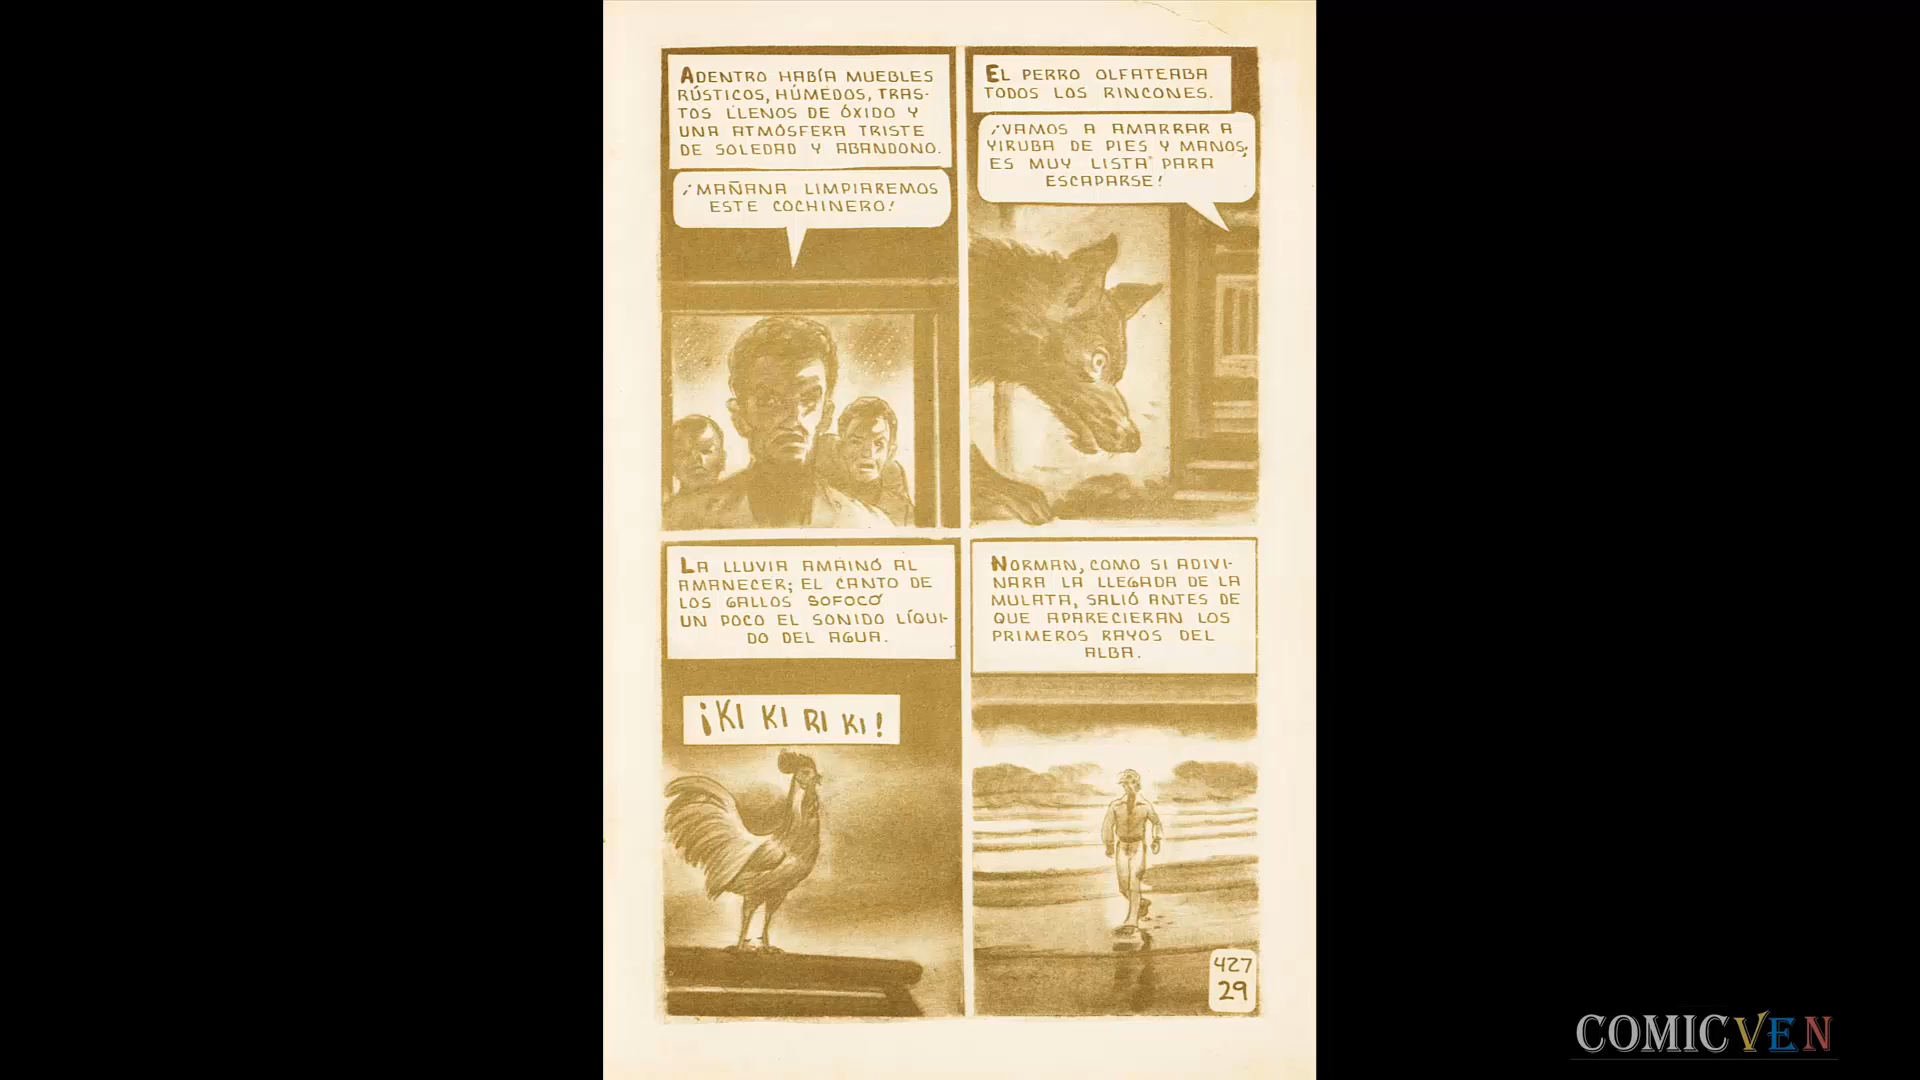 ADENTRO HABÍA MUEBLES
RÚSTICOS, HÚMEDOS, TRAS-
TOS LLENOS DE ÓXIDO Y
UNA ATMÓSFERA TRISTE
DE SOLEDAD Y ABANDONO.
¡MAÑANA LIMPIAREMOS
ESTE COCHINERO!
EL PERRO OLFATEABA
TODOS LOS RINCONES.
¡VAMOS A AMARRAR A
YIRUBA DE PIES Y MANOS;
ES MUY LISTA PARA
ESCAPARSE!
LA LLUVIA AMAINÓ AL
AMANECER; EL CANTO DE
LOS GALLOS SOFOCÓ
UN POCO EL SONIDO LÍQUI-
DO DEL AGUA.
¡KI KI RI KI!
NORMAN, COMO SI ADIVI-
NARA LA LLEGADA DE LA
MULATA, SALIÓ ANTES DE
QUE APARECIERAN LOS
PRIMEROS RAYOS DEL
ALBA.
427
29
COMICVEN